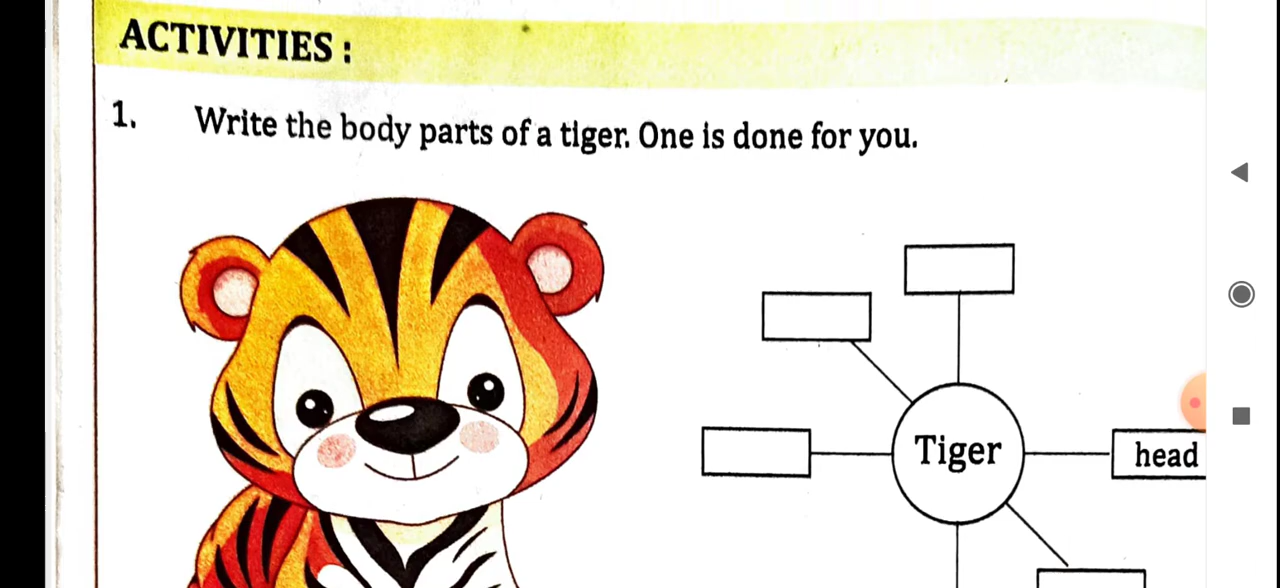 ACTIVITIES :
1. Write the body parts of a tiger. One is done for you.
Tiger
head